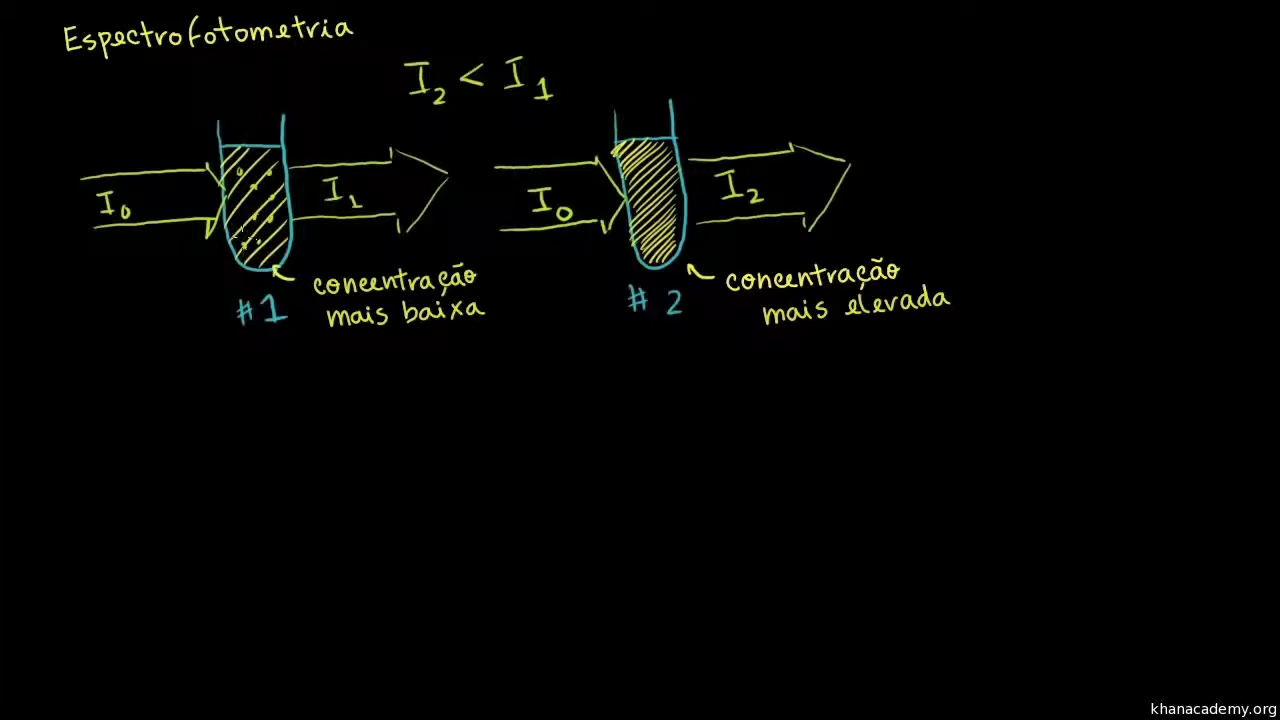 Espectrofotometria
I₂ < I₁
I₀
I₁
concentração
mais baixa
#1
I₀
I₂
concentração
mais elevada
# 2
khanacademy.org